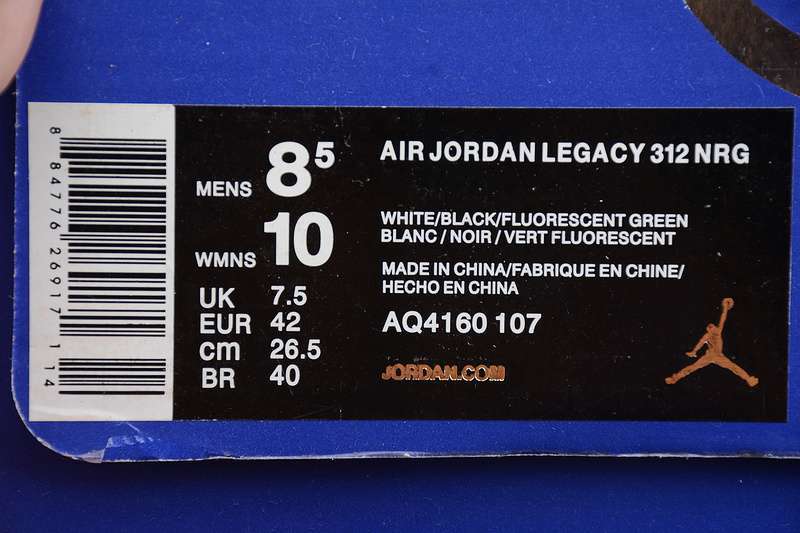 8 84776 26917 1 14
MENS 8⁵
WMNS 10
UK 7.5
EUR 42
cm 26.5
BR 40
AIR JORDAN LEGACY 312 NRG
WHITE/BLACK/FLUORESCENT GREEN
BLANC / NOIR / VERT FLUORESCENT
MADE IN CHINA/FABRIQUE EN CHINE/
HECHO EN CHINA
AQ4160 107
JORDAN.COM